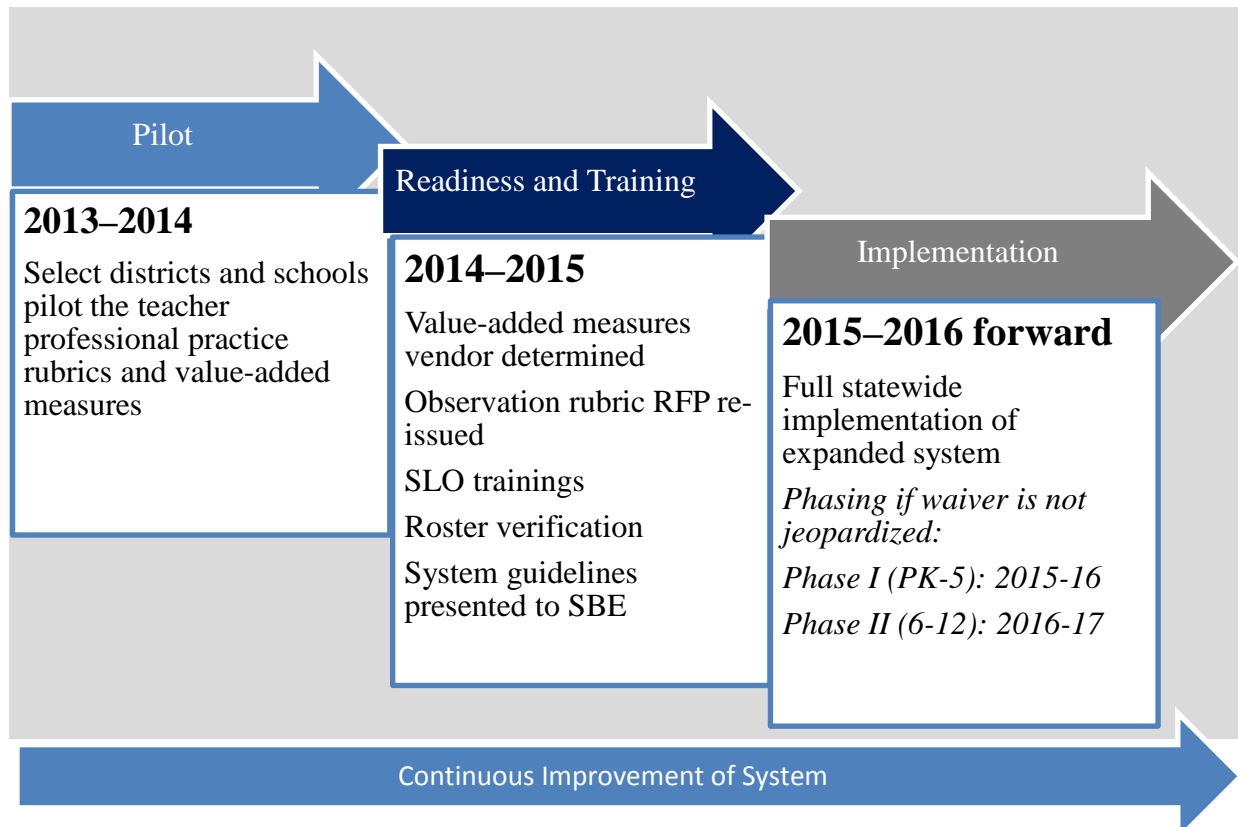 Pilot
2013–2014
Select districts and schools
pilot the teacher
professional practice
rubrics and value-added
measures
Readiness and Training
2014–2015
Value-added measures
vendor determined
Observation rubric RFP re-
issued
SLO trainings
Roster verification
System guidelines
presented to SBE
Implementation
2015–2016 forward
Full statewide
implementation of
expanded system
Phasing if waiver is not
jeopardized:
Phase I (PK-5): 2015-16
Phase II (6-12): 2016-17
Continuous Improvement of System